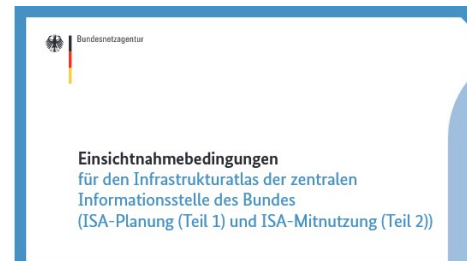 Bundesnetzagentur
Einsichtnahmebedingungen
für den Infrastrukturatlas der zentralen
Informationsstelle des Bundes
(ISA-Planung (Teil 1) und ISA-Mitnutzung (Teil 2))